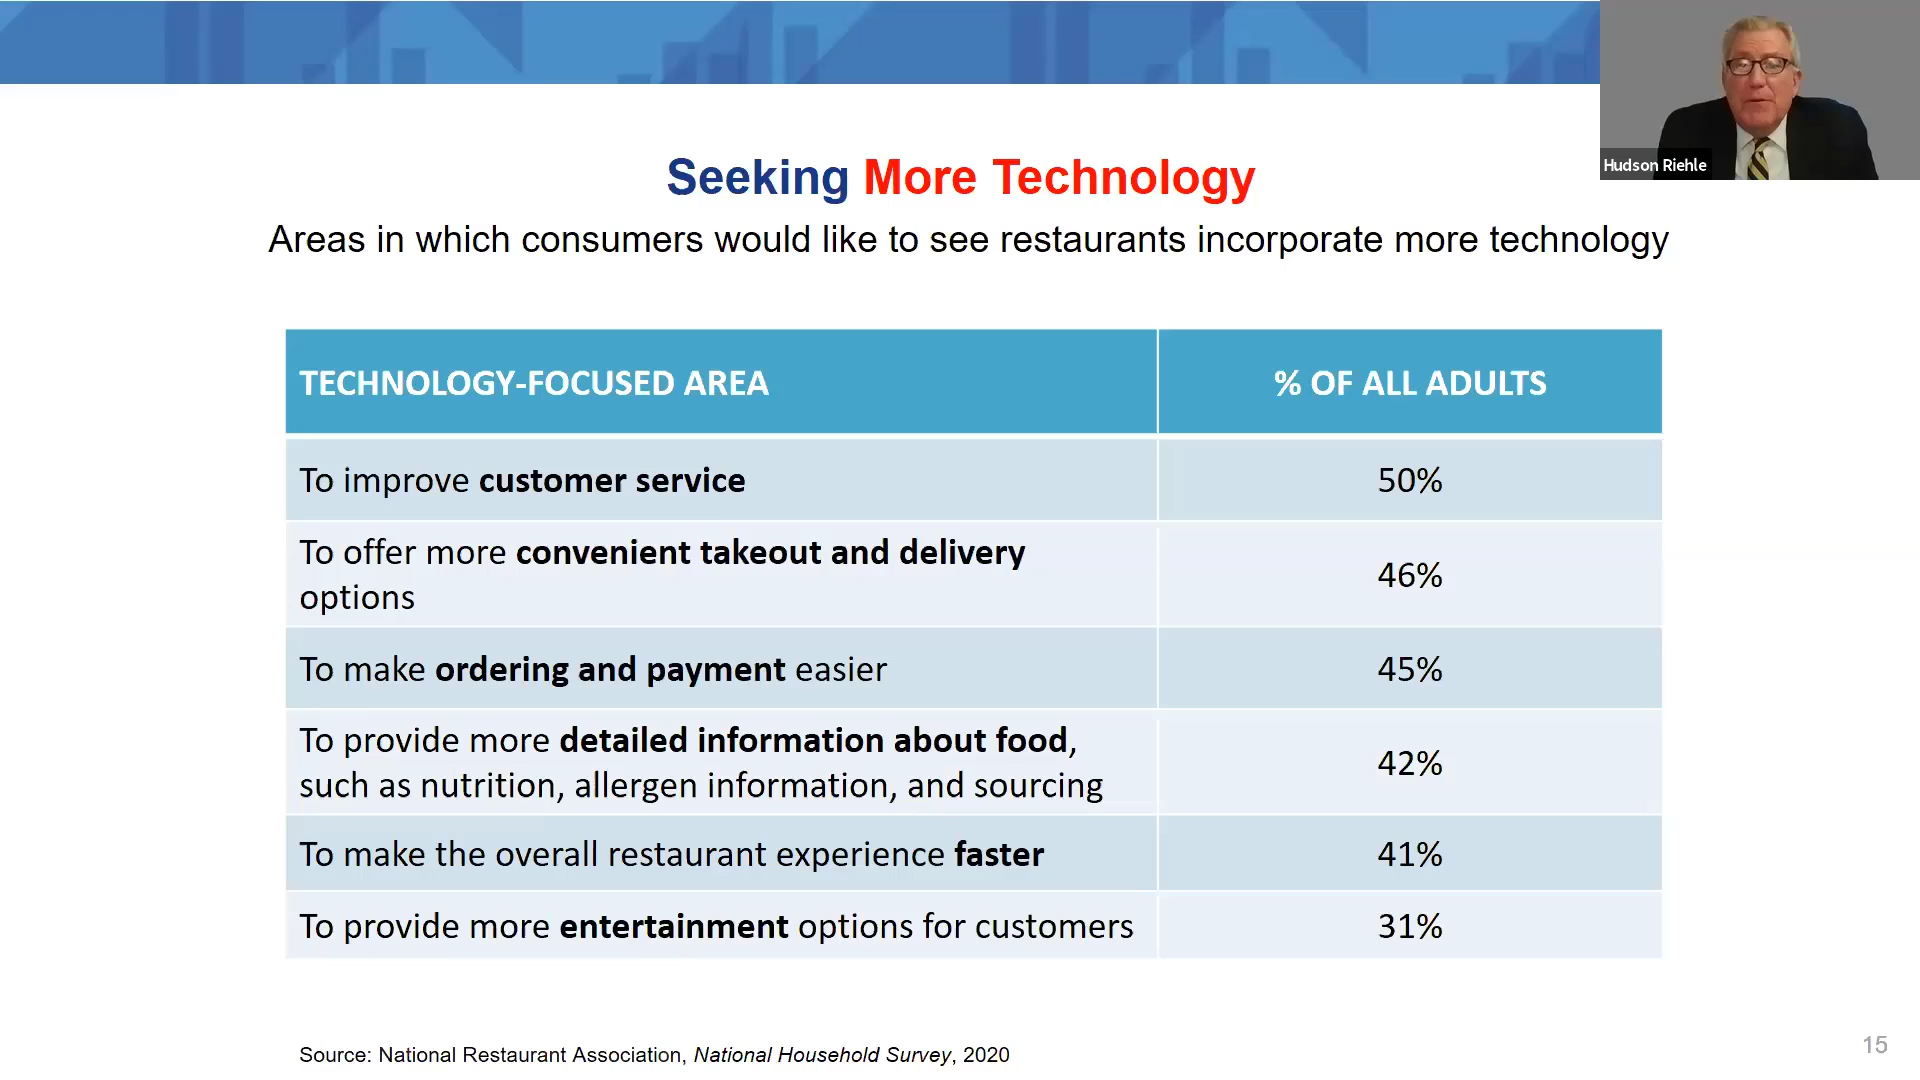 Hudson Riehle
Seeking More Technology
Areas in which consumers would like to see restaurants incorporate more technology
TECHNOLOGY-FOCUSED AREA
% OF ALL ADULTS
To improve customer service
50%
To offer more convenient takeout and delivery
options
46%
To make ordering and payment easier
45%
To provide more detailed information about food,
such as nutrition, allergen information, and sourcing
42%
To make the overall restaurant experience faster
41%
To provide more entertainment options for customers
31%
Source: National Restaurant Association, National Household Survey, 2020
15